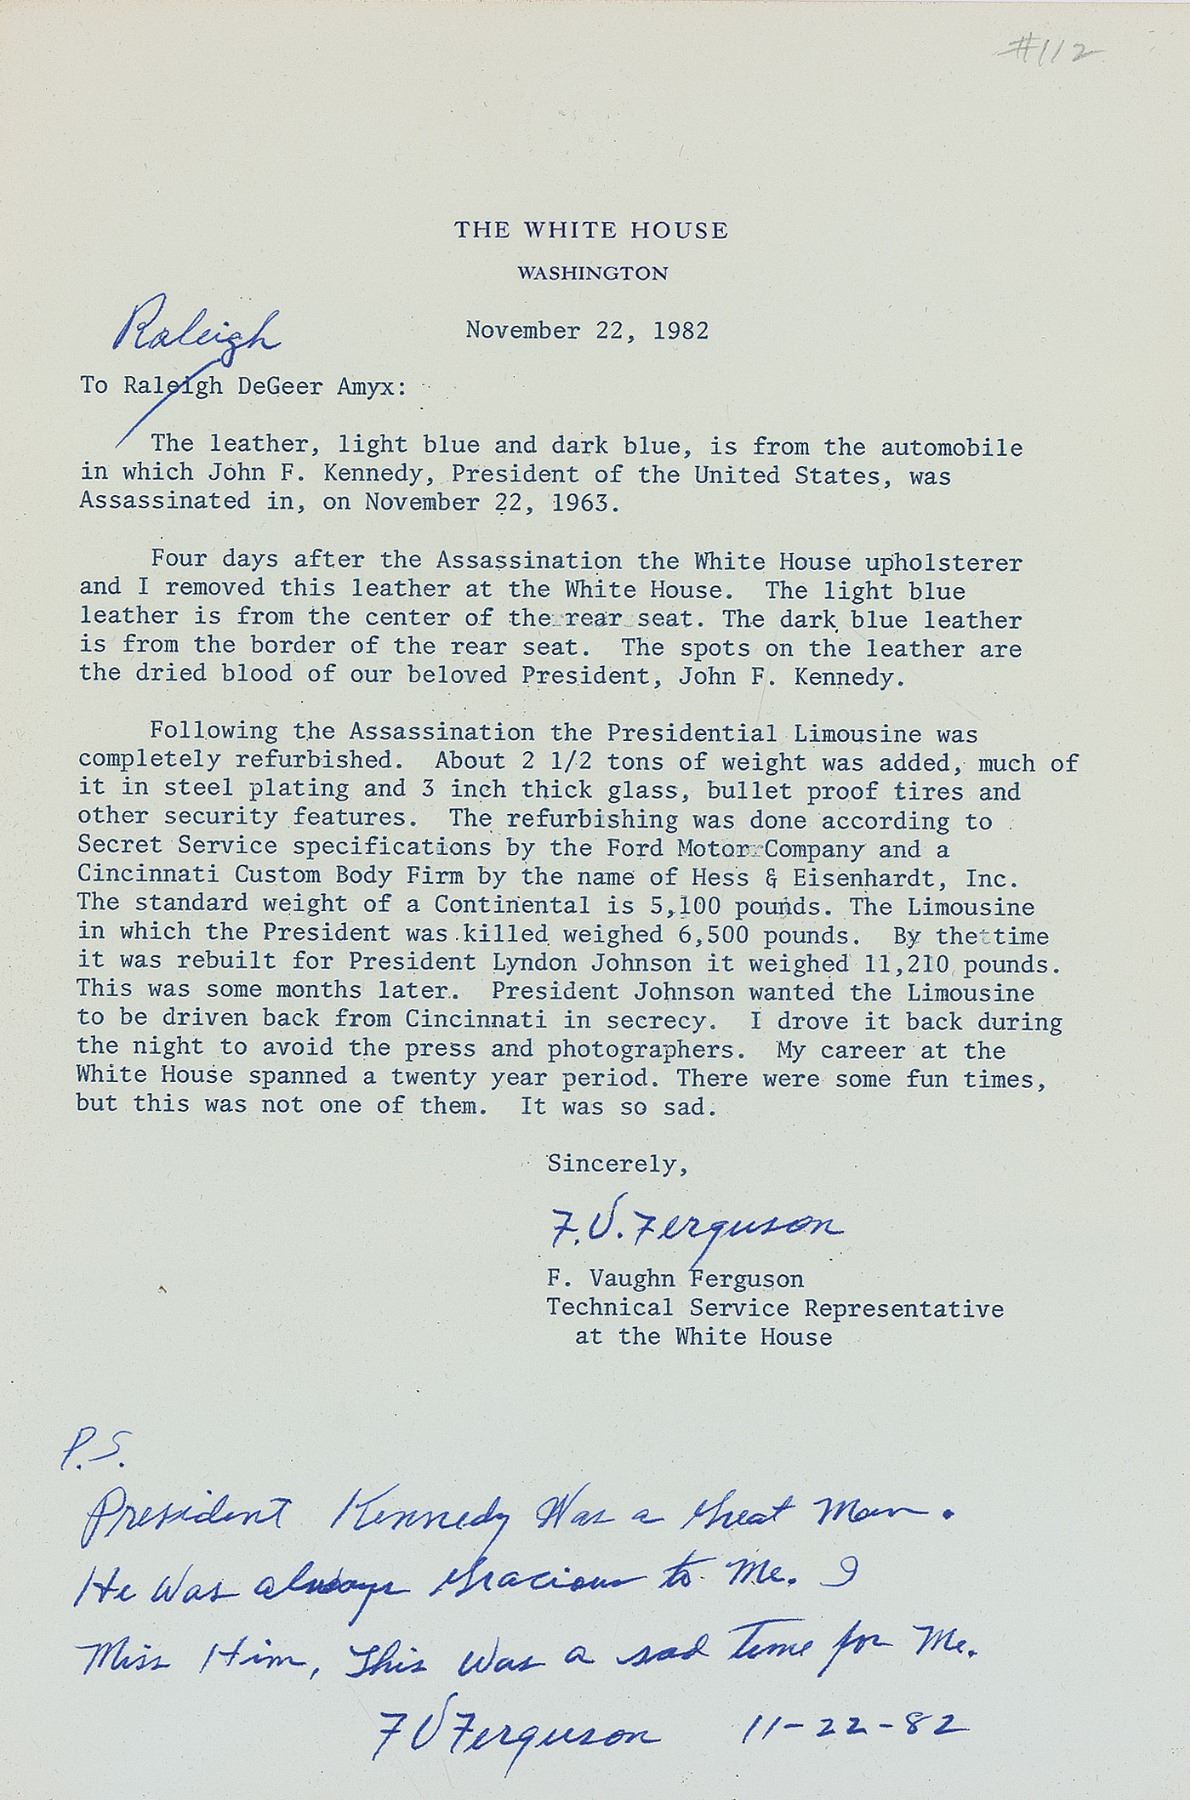 #112
THE WHITE HOUSE
WASHINGTON
Raleigh
November 22, 1982
To Raleigh DeGeer Amyx:
The leather, light blue and dark blue, is from the automobile
in which John F. Kennedy, President of the United States, was
Assassinated in, on November 22, 1963.
Four days after the Assassination the White House upholsterer
and I removed this leather at the White House. The light blue
leather is from the center of the rear seat. The dark blue leather
is from the border of the rear seat. The spots on the leather are
the dried blood of our beloved President, John F. Kennedy.
Following the Assassination the Presidential Limousine was
completely refurbished. About 2 1/2 tons of weight was added, much of
it in steel plating and 3 inch thick glass, bullet proof tires and
other security features. The refurbishing was done according to
Secret Service specifications by the Ford Motor Company and a
Cincinnati Custom Body Firm by the name of Hess & Eisenhardt, Inc.
The standard weight of a Continental is 5,100 pounds. The Limousine
in which the President was killed weighed 6,500 pounds. By the time
it was rebuilt for President Lyndon Johnson it weighed 11,210 pounds.
This was some months later. President Johnson wanted the Limousine
to be driven back from Cincinnati in secrecy. I drove it back during
the night to avoid the press and photographers. My career at the
White House spanned a twenty year period. There were some fun times,
but this was not one of them. It was so sad.
Sincerely,
F.V. Ferguson
F. Vaughn Ferguson
Technical Service Representative
at the White House
P.S.
President Kennedy Was a Great Man.
He Was always Gracious to Me. I
Miss Him, This Was a sad Time for Me.
FV Ferguson 11-22-82